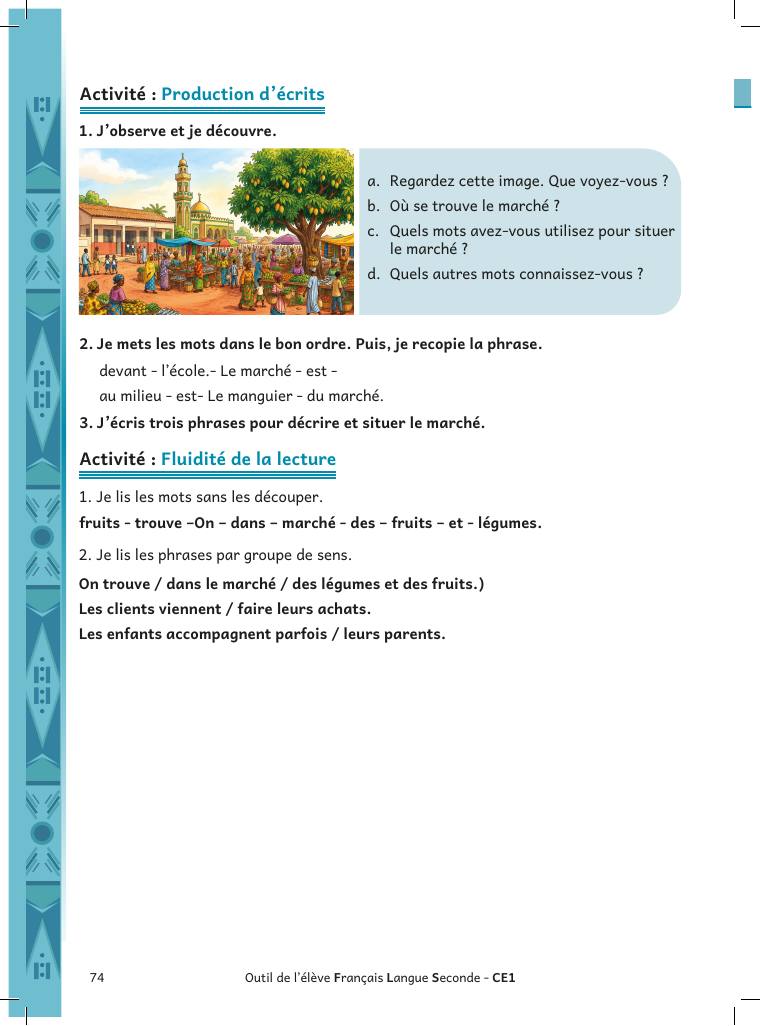 Activité : Production d’écrits
1. J’observe et je découvre.
a. Regardez cette image. Que voyez-vous ?
b. Où se trouve le marché ?
c. Quels mots avez-vous utilisez pour situer
le marché ?
d. Quels autres mots connaissez-vous ?
2. Je mets les mots dans le bon ordre. Puis, je recopie la phrase.
devant - l’école.- Le marché - est -
au milieu - est- Le manguier - du marché.
3. J’écris trois phrases pour décrire et situer le marché.
Activité : Fluidité de la lecture
1. Je lis les mots sans les découper.
fruits - trouve –On – dans – marché - des – fruits – et - légumes.
2. Je lis les phrases par groupe de sens.
On trouve / dans le marché / des légumes et des fruits.)
Les clients viennent / faire leurs achats.
Les enfants accompagnent parfois / leurs parents.
74
Outil de l’élève Français Langue Seconde - CE1